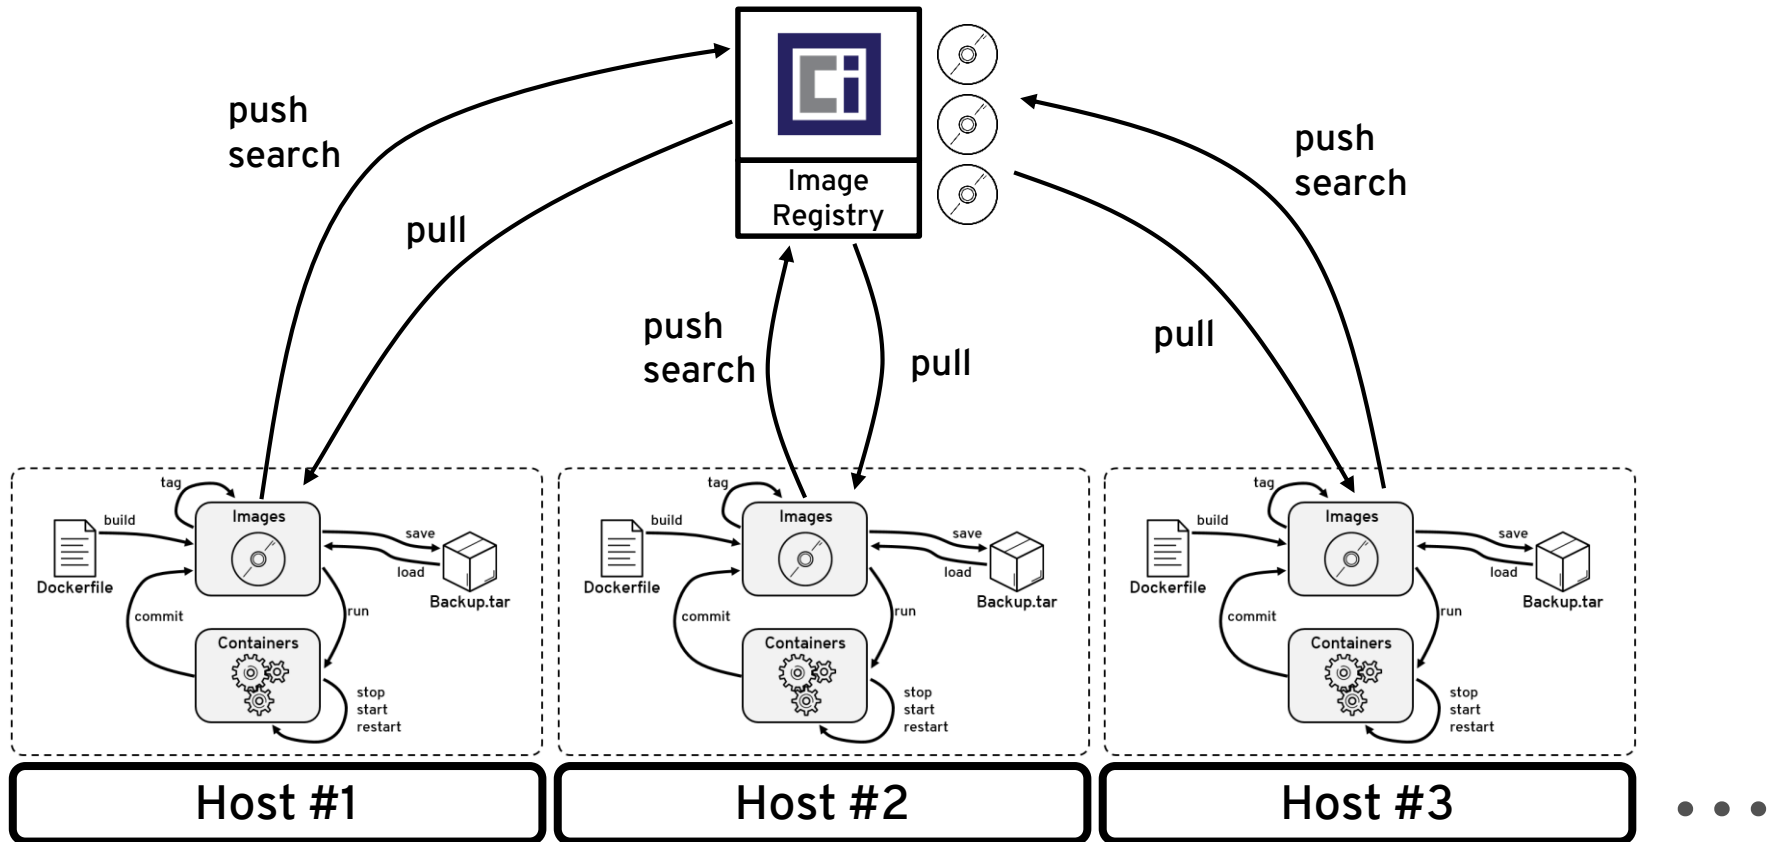 Ci
Image
Registry
push
search
pull
push
search
pull
push
search
pull
tag
Images
build
save
load
Dockerfile
Backup.tar
commit
run
Containers
stop
start
restart
Host #1
tag
Images
build
save
load
Dockerfile
Backup.tar
commit
run
Containers
stop
start
restart
Host #2
tag
Images
build
save
load
Dockerfile
Backup.tar
commit
run
Containers
stop
start
restart
Host #3
...